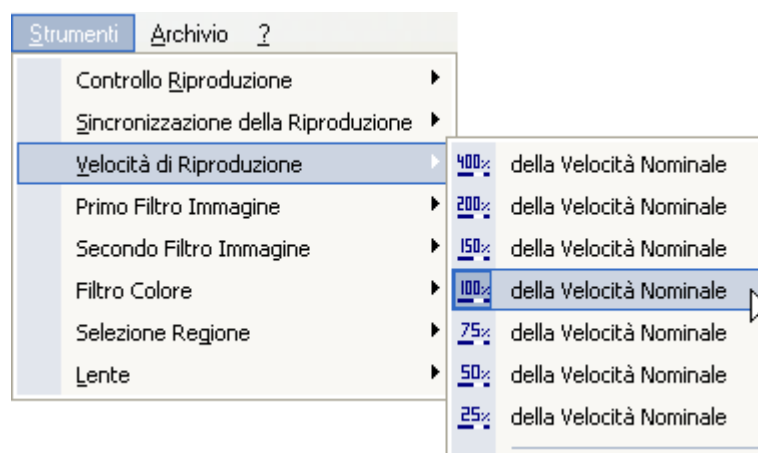 Strumenti Archivio ?
Controllo Riproduzione
Sincronizzazione della Riproduzione
Velocità di Riproduzione
Primo Filtro Immagine
Secondo Filtro Immagine
Filtro Colore
Selezione Regione
Lente
400% della Velocità Nominale
200% della Velocità Nominale
150% della Velocità Nominale
100% della Velocità Nominale
75% della Velocità Nominale
50% della Velocità Nominale
25% della Velocità Nominale